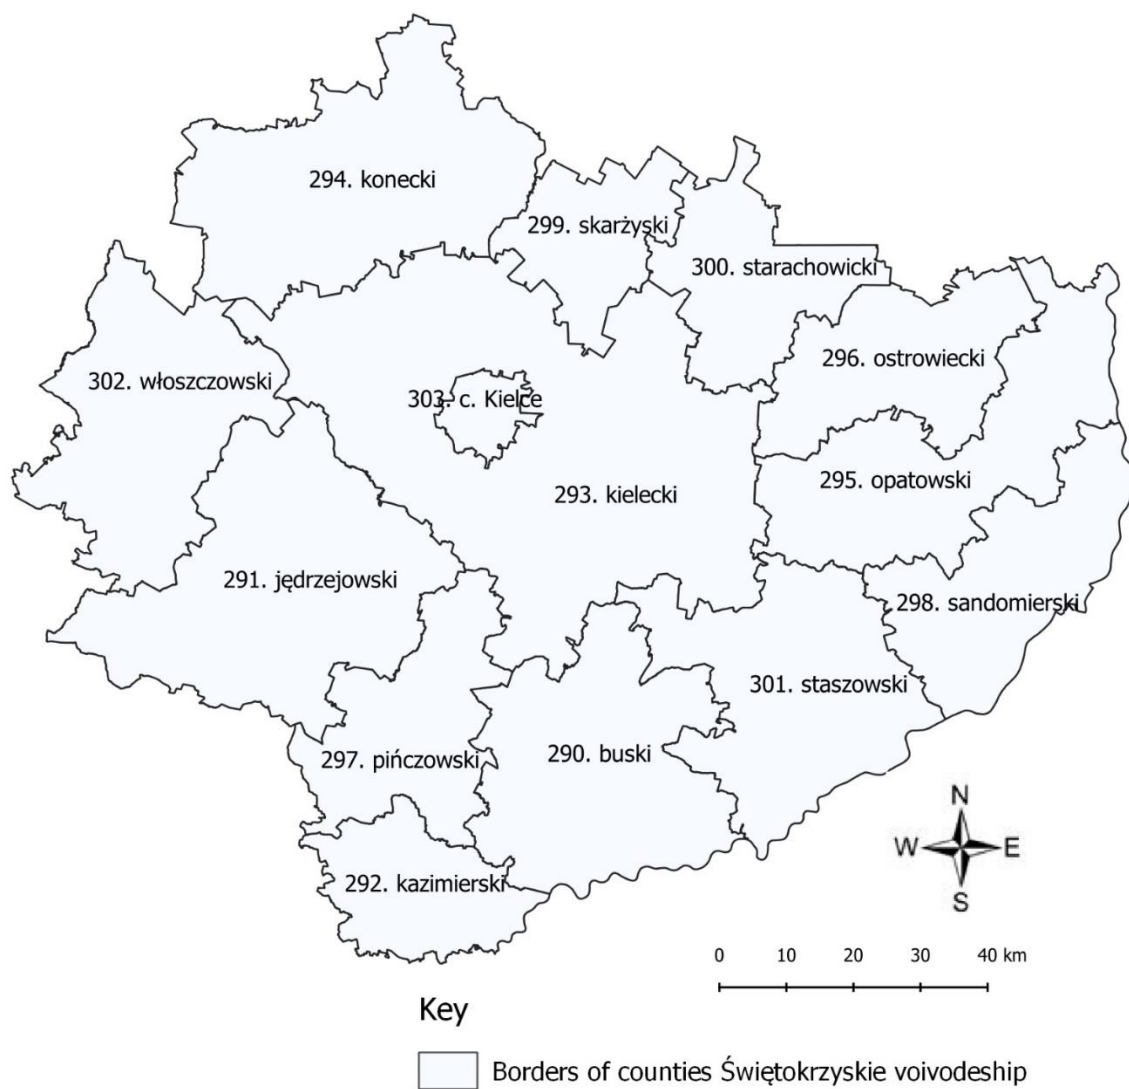 294. konecki
299. skarżyski
300. starachowicki
296. ostrowiecki
302. włoszczowski
303. c. Kielce
295. opatowski
293. kielecki
291. jędrzejowski
298. sandomierski
301. staszowski
290. buski
297. pińczowski
292. kazimierski
N
W E
S
0 10 20 30 40 km
Key
Borders of counties Świętokrzyskie voivodeship